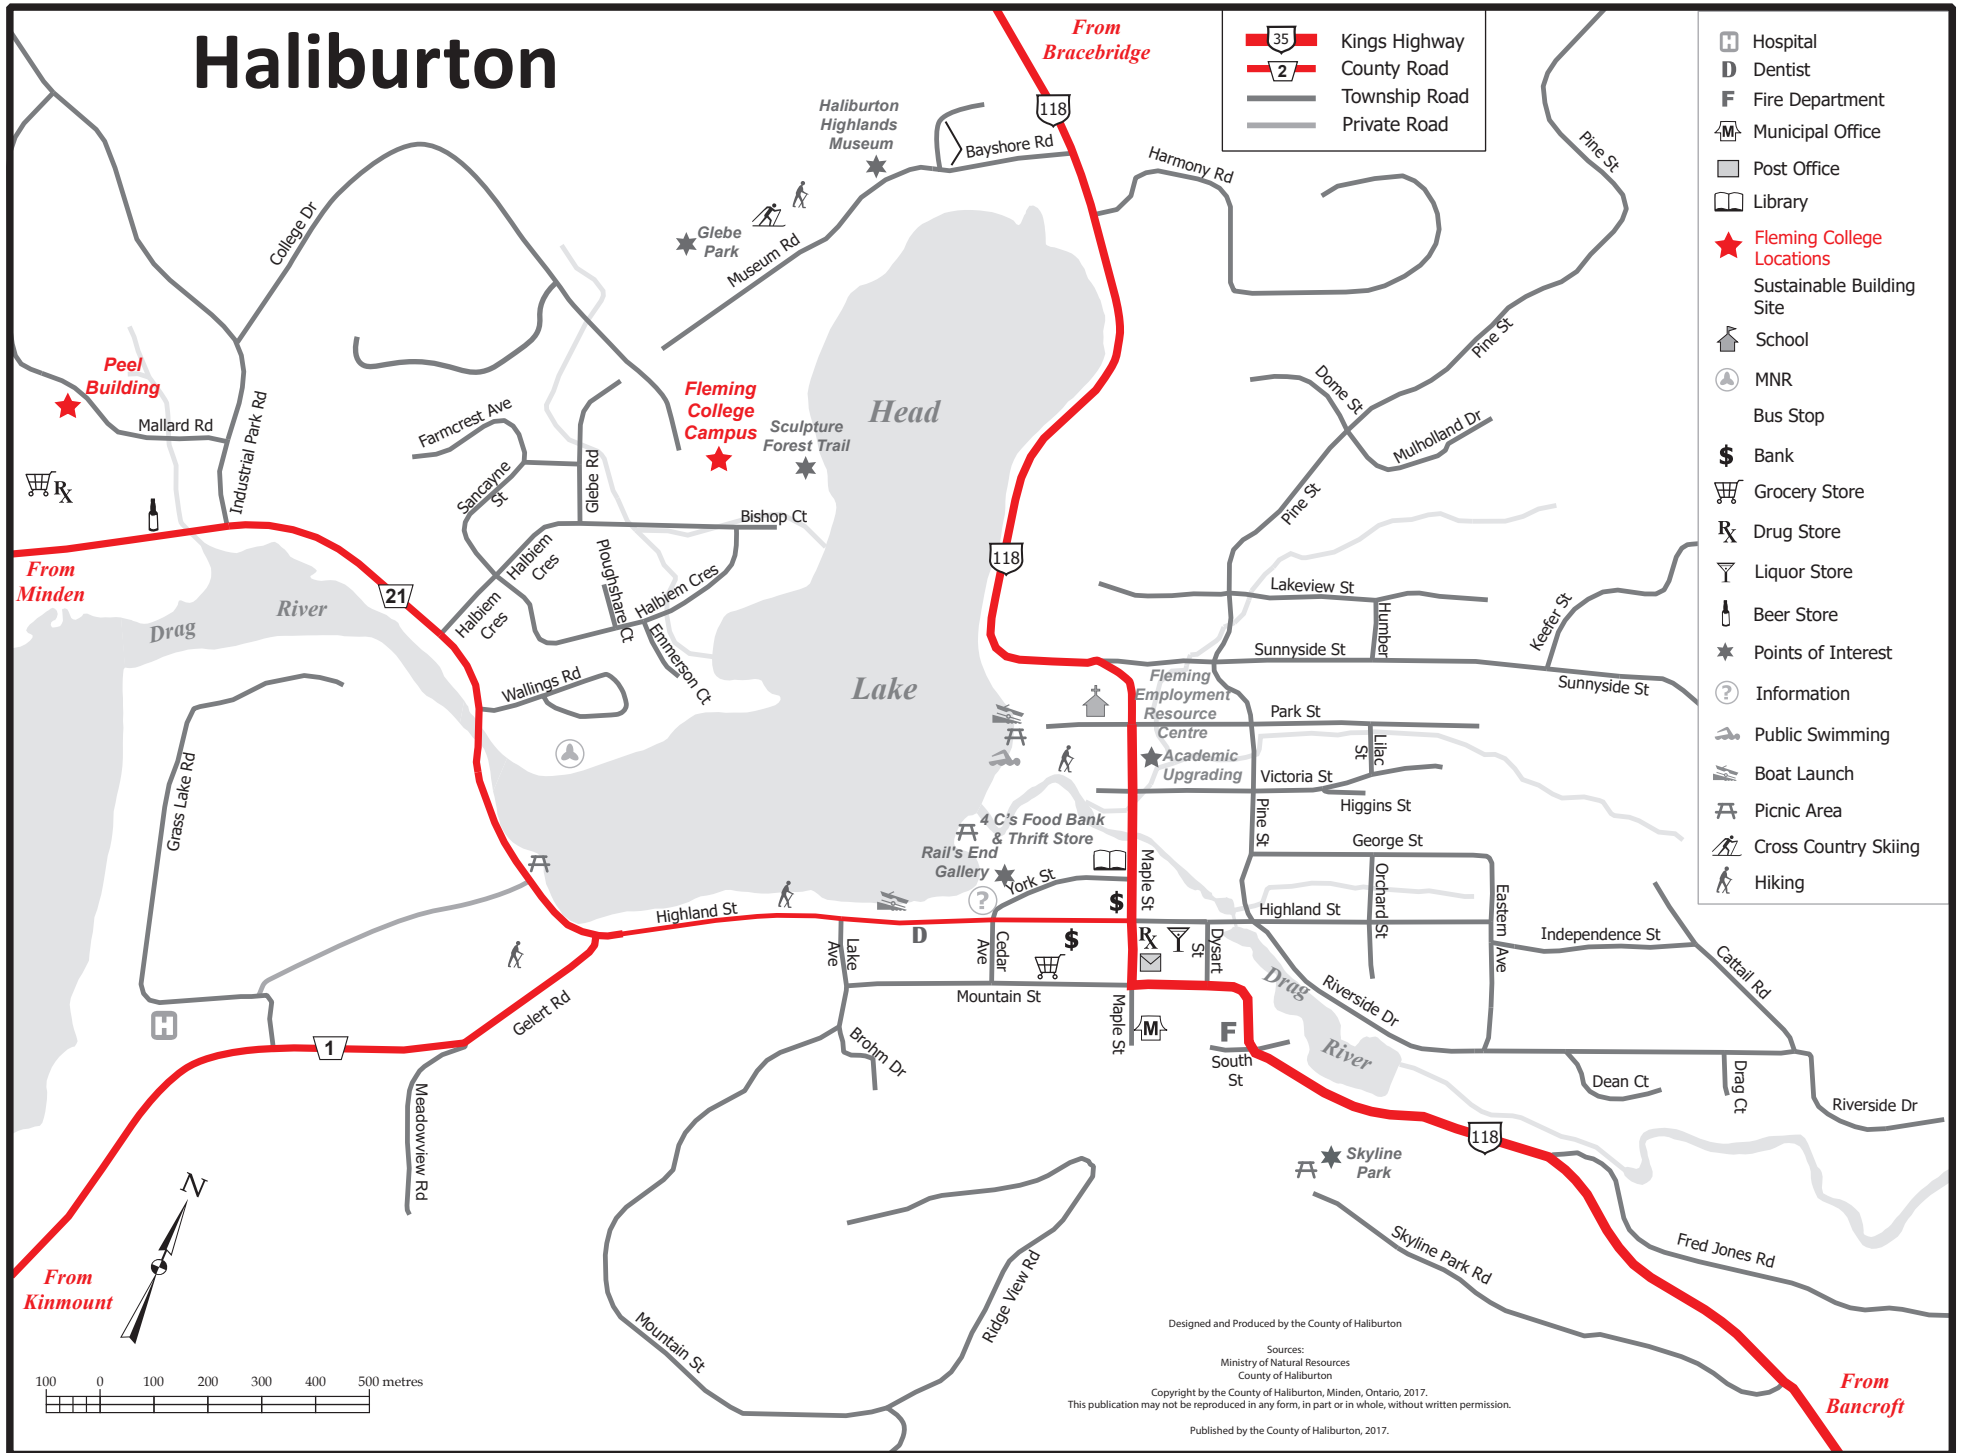 Haliburton
From
Bracebridge
118
35
Kings Highway
2
County Road
Township Road
Private Road
Hospital
D
Dentist
F
Fire Department
M
Municipal Office
Post Office
Library
Fleming College
Locations
Sustainable Building
Site
School
MNR
Bus Stop
$
Bank
Grocery Store
Rx
Drug Store
Liquor Store
Beer Store
Points of Interest
?
Information
Public Swimming
Boat Launch
Picnic Area
Cross Country Skiing
Hiking
H
Haliburton
Highlands
Museum
Bayshore Rd
Harmony Rd
Pine St
College Dr
Glebe
Park
Museum Rd
Pine St
Peel
Building
Mallard Rd
Industrial Park Rd
Farmcrest Ave
Sancayne
St
Glebe Rd
Fleming
College
Campus
Sculpture
Forest Trail
Head
Dome St
Mulholland Dr
Pine St
Rx
Bishop Ct
From
Minden
21
Drag
River
Halbiem
Cres
Halbiem
Cres
Ploughshare Ct
Halbiem Cres
Emmerson Ct
Wallings Rd
118
Lakeview St
Humber
Keefer St
Sunnyside St
Sunnyside St
Lake
Fleming
Employment
Resource
Centre
Academic
Upgrading
Park St
Lilac
St
Victoria St
Higgins St
Grass Lake Rd
4 C's Food Bank
& Thrift Store
Rail's End
Gallery
York St
?
Maple St
Pine St
George St
Orchard St
Eastern
Ave
Highland St
Highland St
$
D
$
Rx
Lake
Ave
Cedar
Ave
Dysart
St
Independence St
Cattail Rd
Mountain St
Maple St
M
F
South
St
Drag
River
Riverside Dr
H
1
Gelert Rd
Brohm Dr
Meadowview Rd
Dean Ct
Drag Ct
Riverside Dr
118
Skyline
Park
Skyline Park Rd
Fred Jones Rd
N
From
Kinmount
Mountain St
Ridge View Rd
100 0 100 200 300 400 500 metres
Designed and Produced by the County of Haliburton
Sources:
Ministry of Natural Resources
County of Haliburton
Copyright by the County of Haliburton, Minden, Ontario, 2017.
This publication may not be reproduced in any form, in part or in whole, without written permission.
Published by the County of Haliburton, 2017.
From
Bancroft